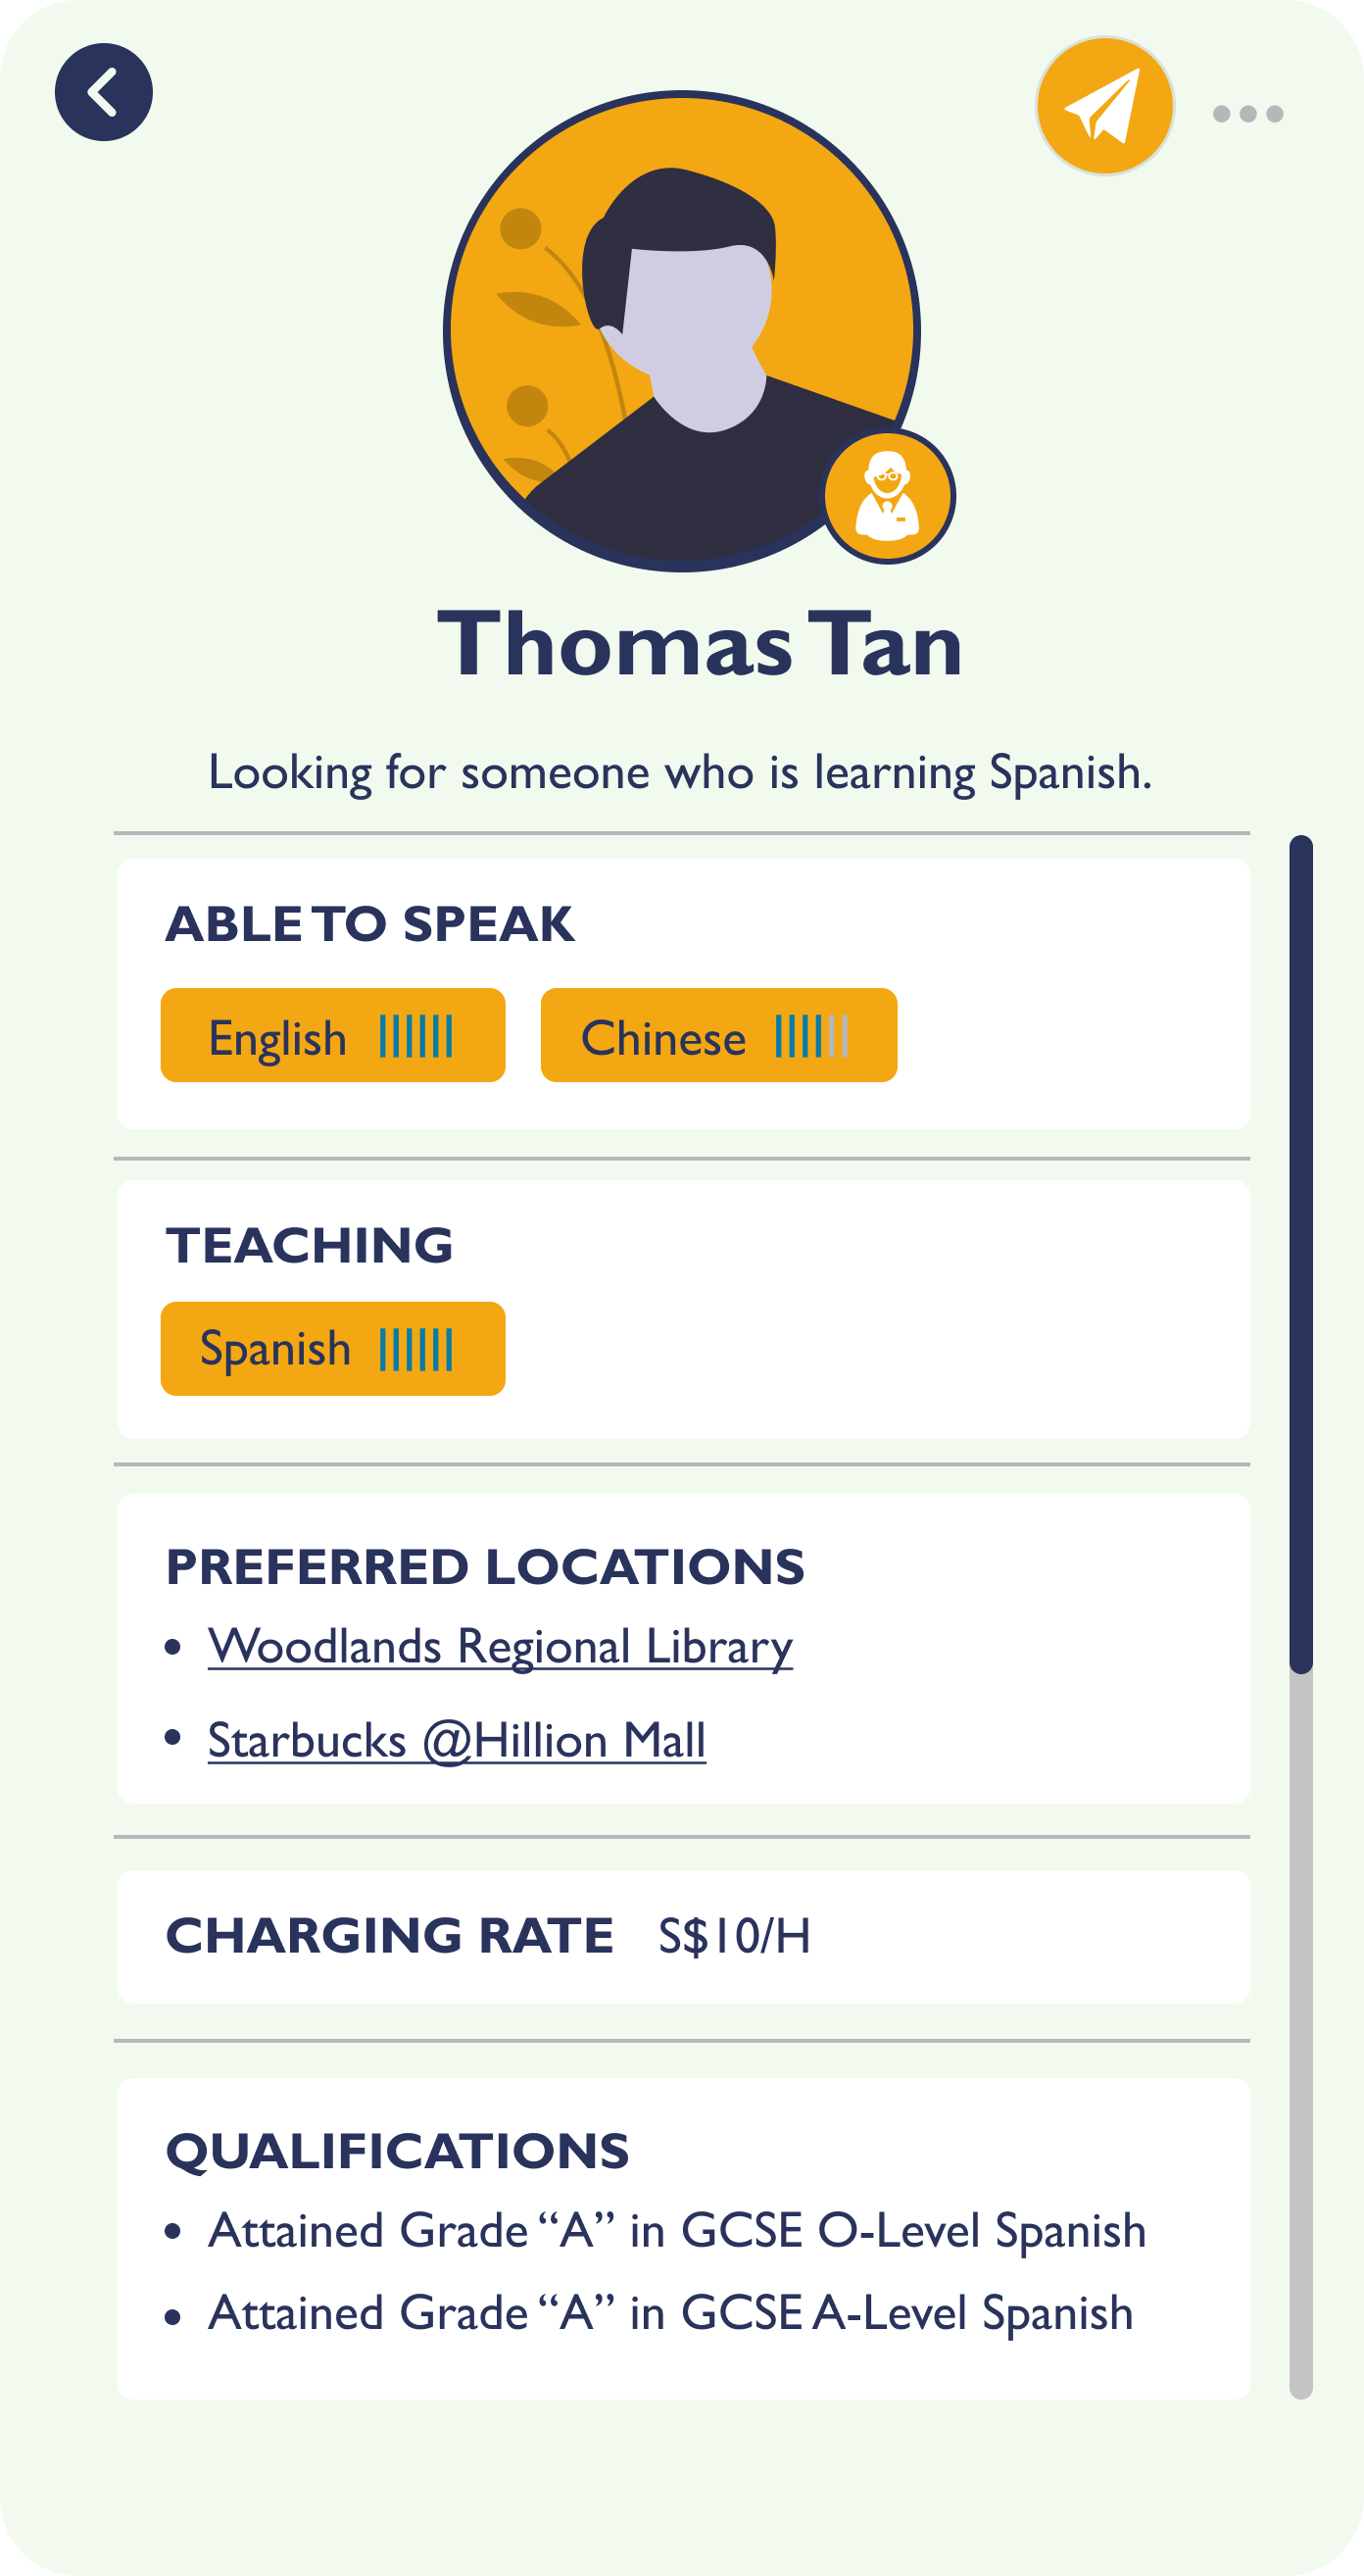 Thomas Tan
Looking for someone who is learning Spanish.
ABLE TO SPEAK
English
Chinese
TEACHING
Spanish
PREFERRED LOCATIONS
• Woodlands Regional Library
• Starbucks @Hillion Mall
CHARGING RATE S$10/H
QUALIFICATIONS
• Attained Grade “A” in GCSE O-Level Spanish
• Attained Grade “A” in GCSE A-Level Spanish